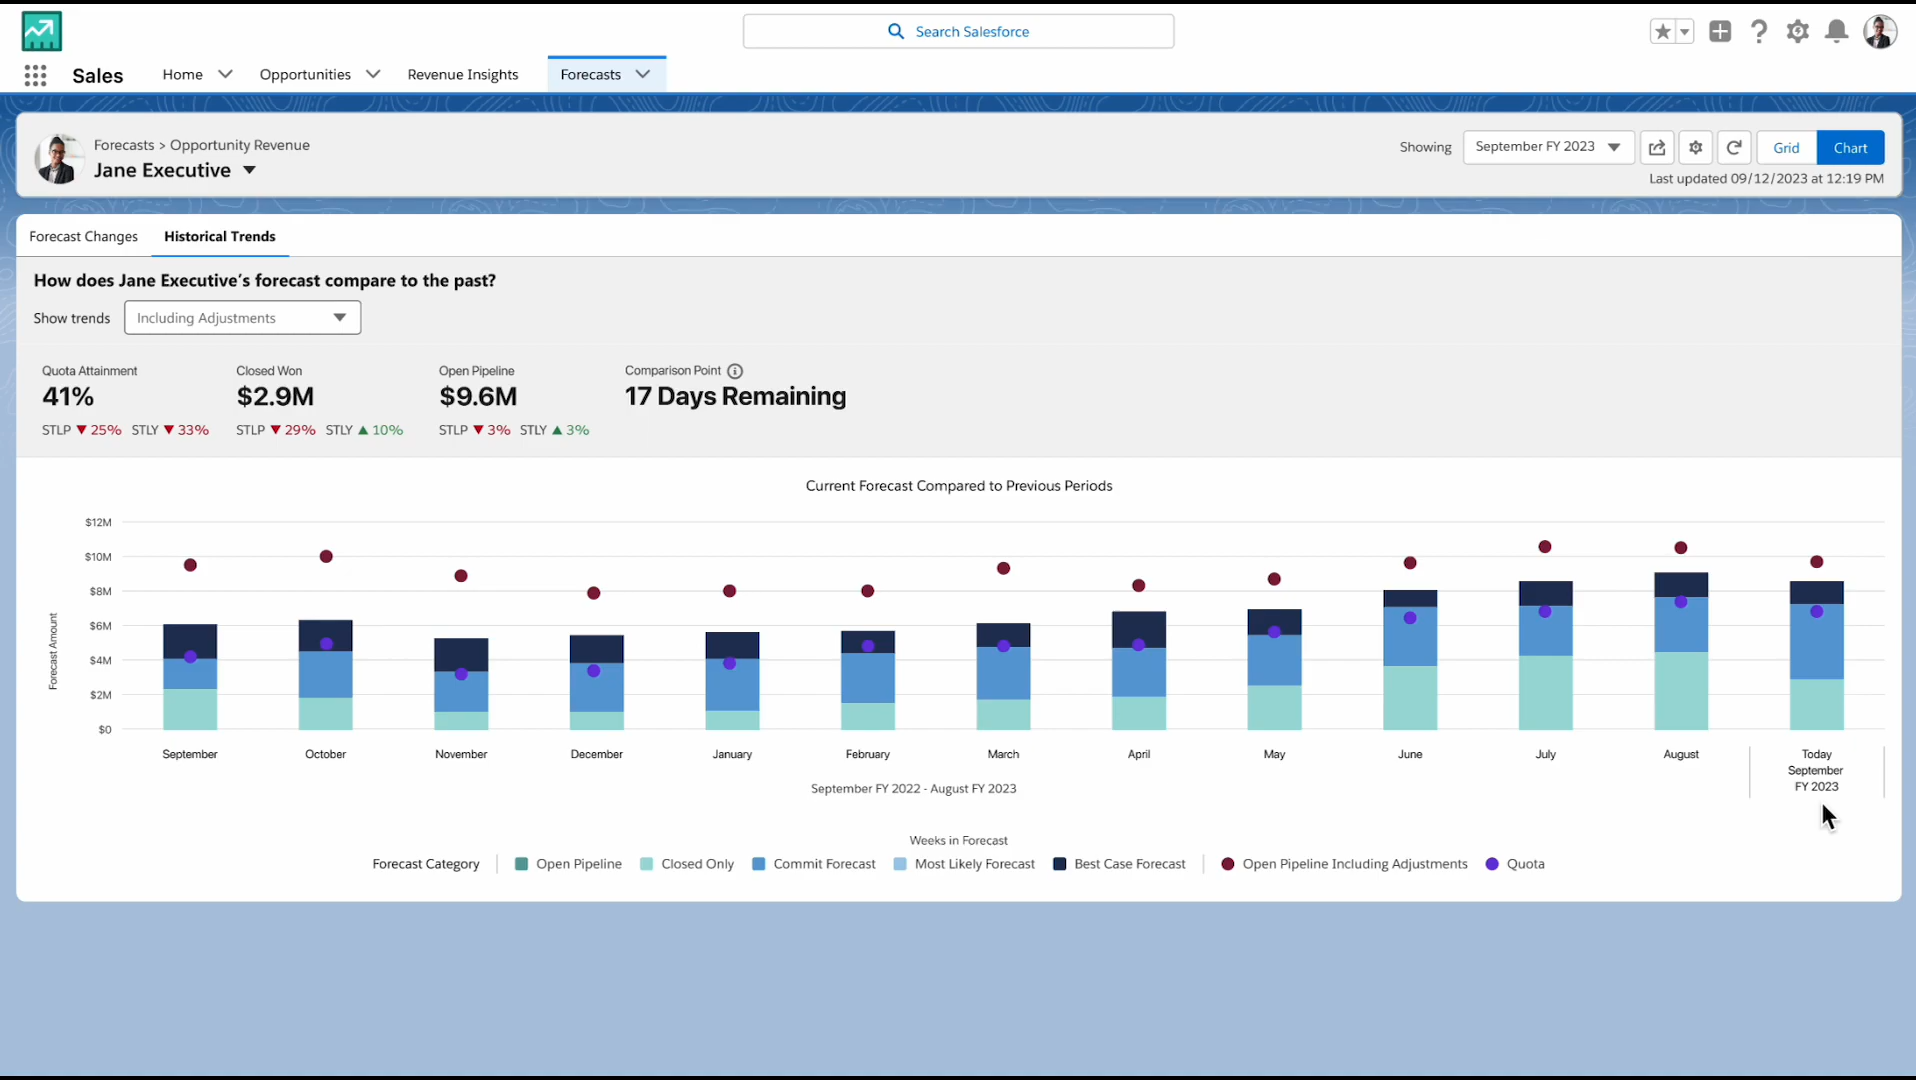 Search Salesforce
Sales Home Opportunities Revenue Insights Forecasts
Forecasts > Opportunity Revenue
Jane Executive
Showing September FY 2023 Grid Chart
Last updated 09/12/2023 at 12:19 PM
Forecast Changes Historical Trends
How does Jane Executive's forecast compare to the past?
Show trends Including Adjustments
Quota Attainment Closed Won Open Pipeline Comparison Point
41% $2.9M $9.6M 17 Days Remaining
STLP ▼ 25% STLY ▼ 33% STLP ▼ 29% STLY ▲ 10% STLP ▼ 3% STLY ▲ 3%
Current Forecast Compared to Previous Periods
Forecast Amount
$12M
$10M
$8M
$6M
$4M
$2M
$0
September October November December January February March April May June July August Today
September
FY 2023
September FY 2022 - August FY 2023
Weeks in Forecast
Forecast Category Open Pipeline Closed Only Commit Forecast Most Likely Forecast Best Case Forecast Open Pipeline Including Adjustments Quota